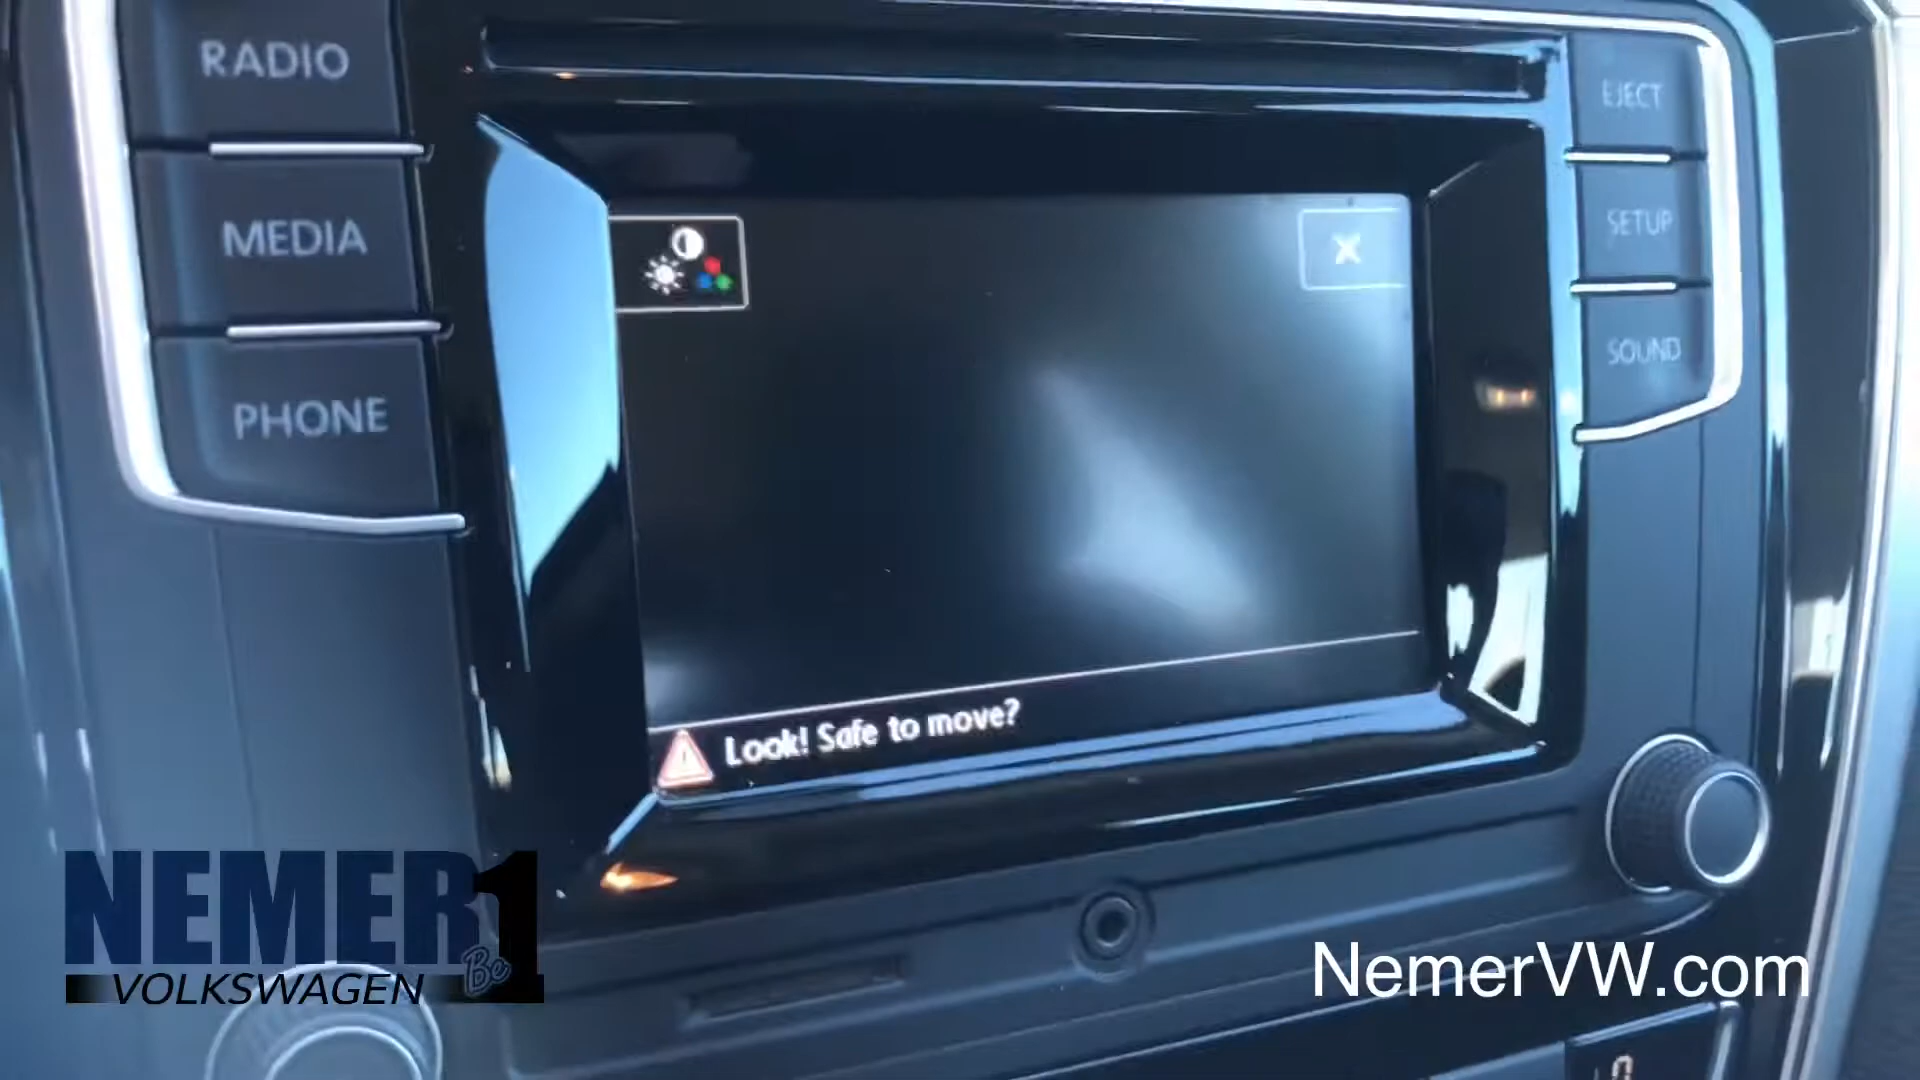 RADIO
MEDIA
PHONE
EJECT
SETUP
SOUND
Look! Safe to move?
NEMER
Be 1
VOLKSWAGEN
NemerVW.com